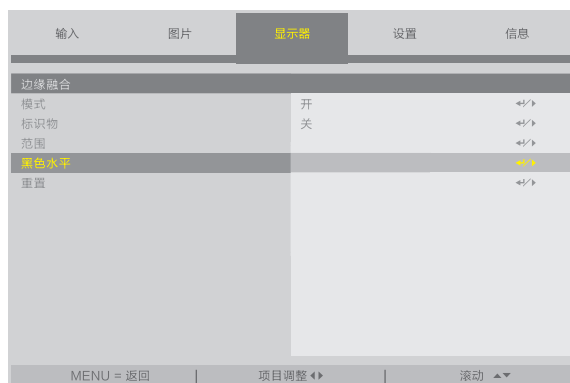 输入 图片 显示器 设置 信息
边缘融合
模式 开
标识物 关
范围
黑色水平
重置
MENU = 返回 | 项目调整 | 滚动